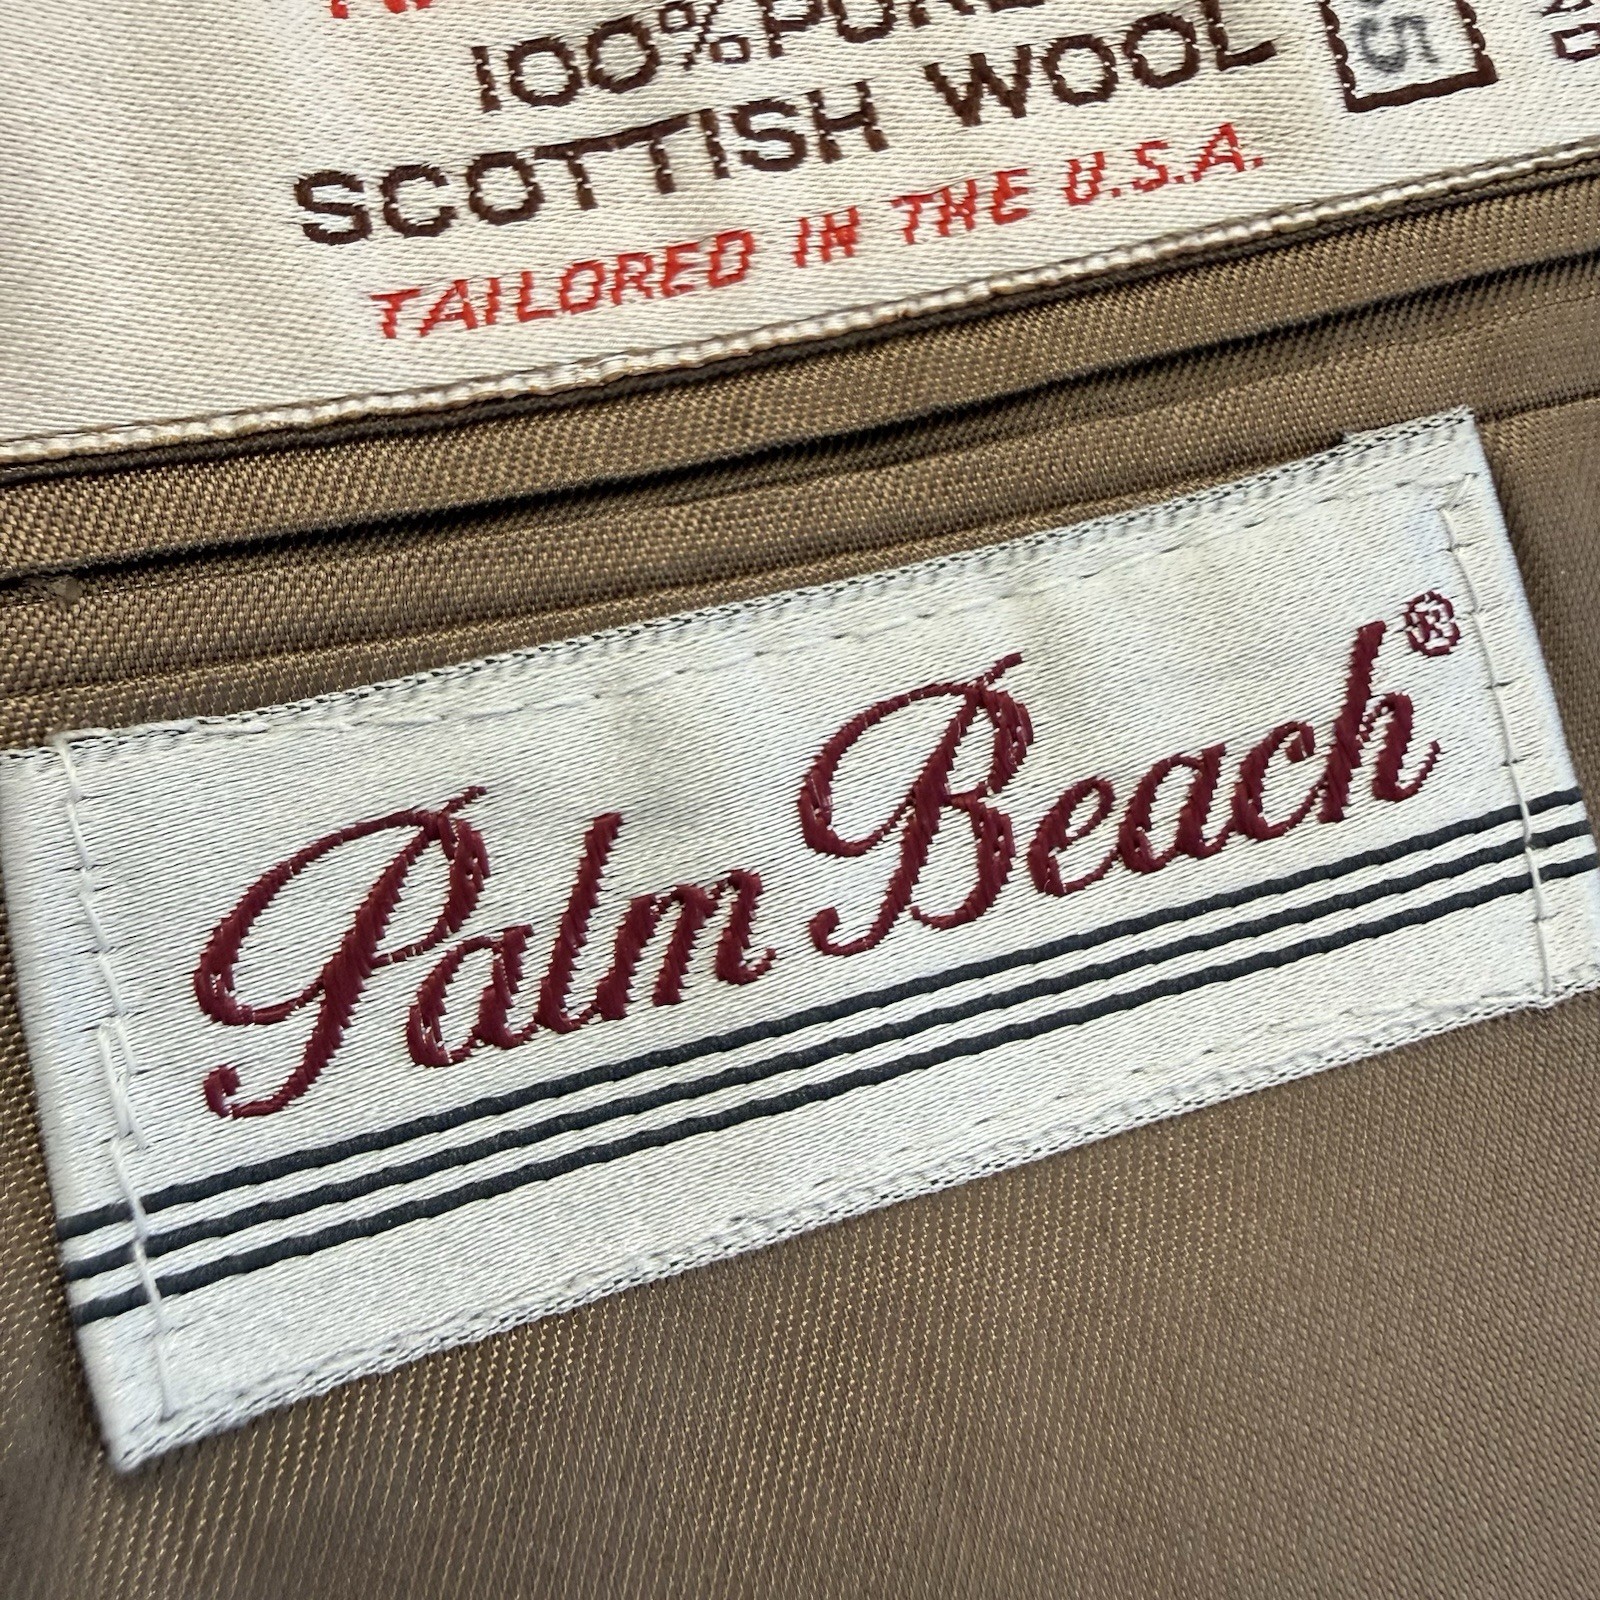 100% PURE
SCOTTISH WOOL
TAILORED IN THE U.S.A.
Palm Beach®